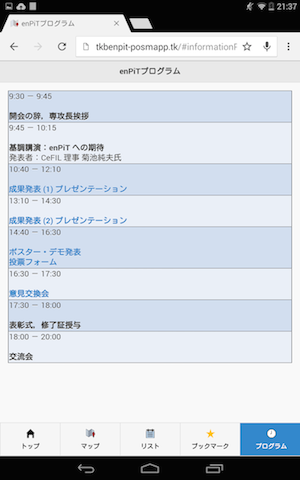 21:37
enPiTプログラム
tkbenpit-posmapp.tk/#informationP
enPiTプログラム
9:30 － 9:45
開会の辞，専攻長挨拶
9:45 － 10:15
基調講演：enPiT への期待
発表者：CeFIL 理事 菊池純夫氏
10:40 － 12:10
成果発表 (1) プレゼンテーション
13:10 － 14:30
成果発表 (2) プレゼンテーション
14:40 － 16:30
ポスター・デモ発表
投票フォーム
16:30 － 17:30
意見交換会
17:30 － 18:00
表彰式，修了証授与
18:00 － 20:00
交流会
トップ
マップ
リスト
ブックマーク
プログラム